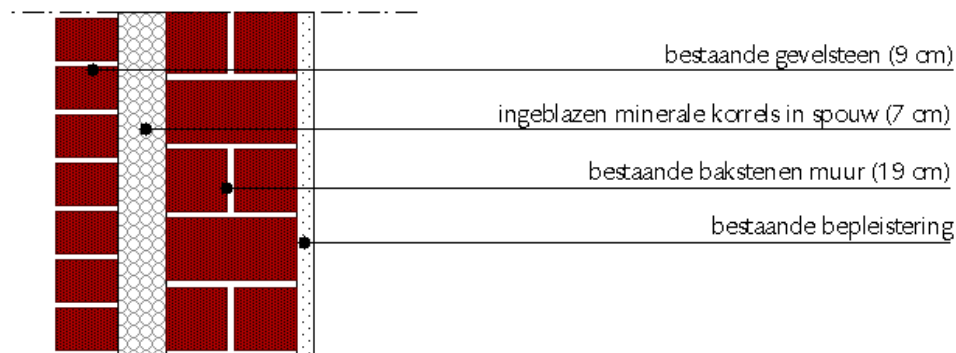 bestaande gevelsteen (9 cm)
ingeblazen minerale korrels in spouw (7 cm)
bestaande bakstenen muur (19 cm)
bestaande bepleistering